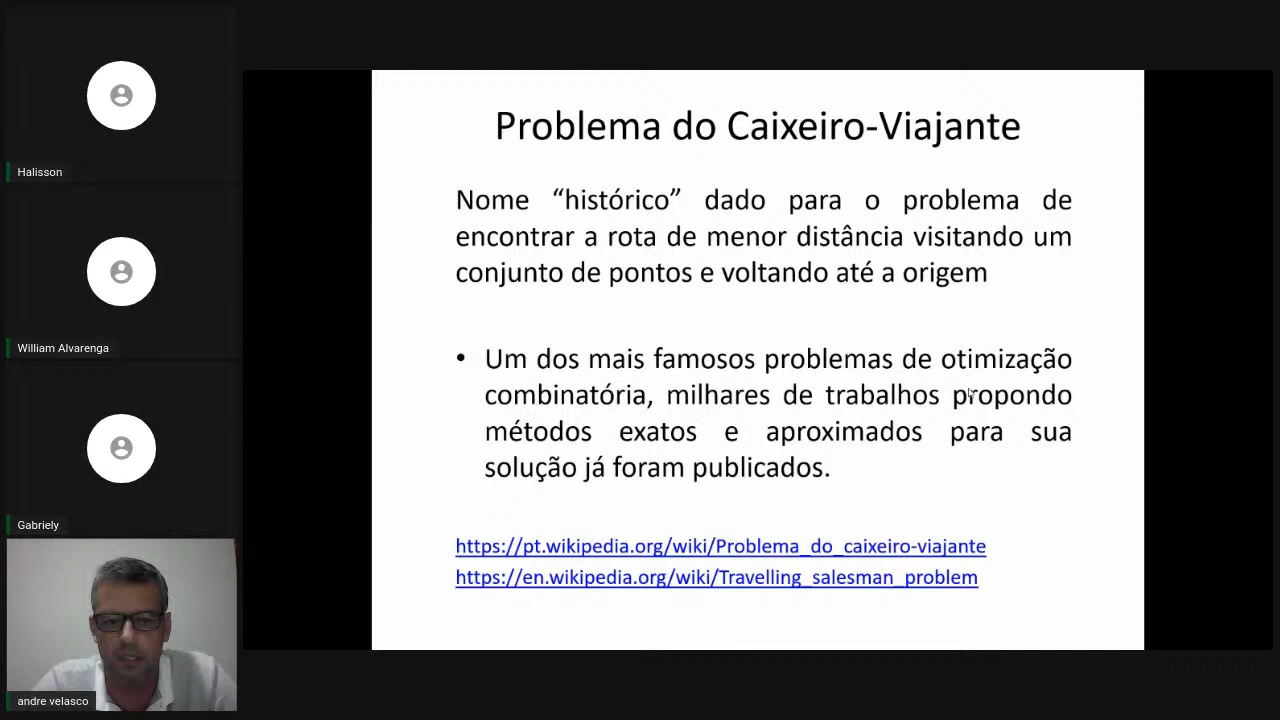 Halisson
William Alvarenga
Gabriely
andre velasco
Problema do Caixeiro-Viajante
Nome “histórico” dado para o problema de
encontrar a rota de menor distância visitando um
conjunto de pontos e voltando até a origem
• Um dos mais famosos problemas de otimização
combinatória, milhares de trabalhos propondo
métodos exatos e aproximados para sua
solução já foram publicados.
https://pt.wikipedia.org/wiki/Problema_do_caixeiro-viajante
https://en.wikipedia.org/wiki/Travelling_salesman_problem